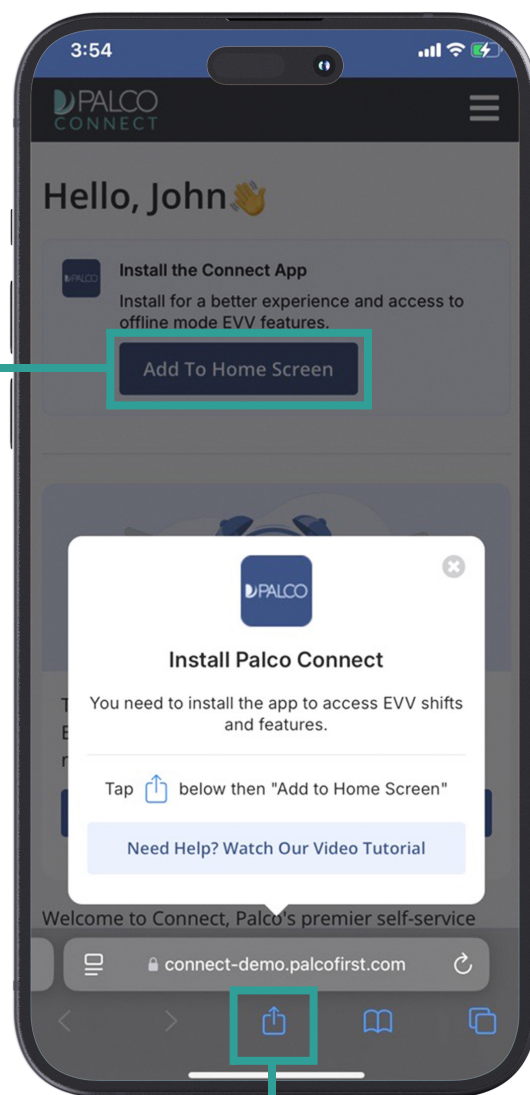 3:54
PALCO
CONNECT
Hello, John👋
PALCO
Install the Connect App
Install for a better experience and access to
offline mode EVV features.
Add To Home Screen
PALCO
Install Palco Connect
You need to install the app to access EVV shifts
and features.
Tap below then "Add to Home Screen"
Need Help? Watch Our Video Tutorial
Welcome to Connect, Palco's premier self-service
connect-demo.palcofirst.com